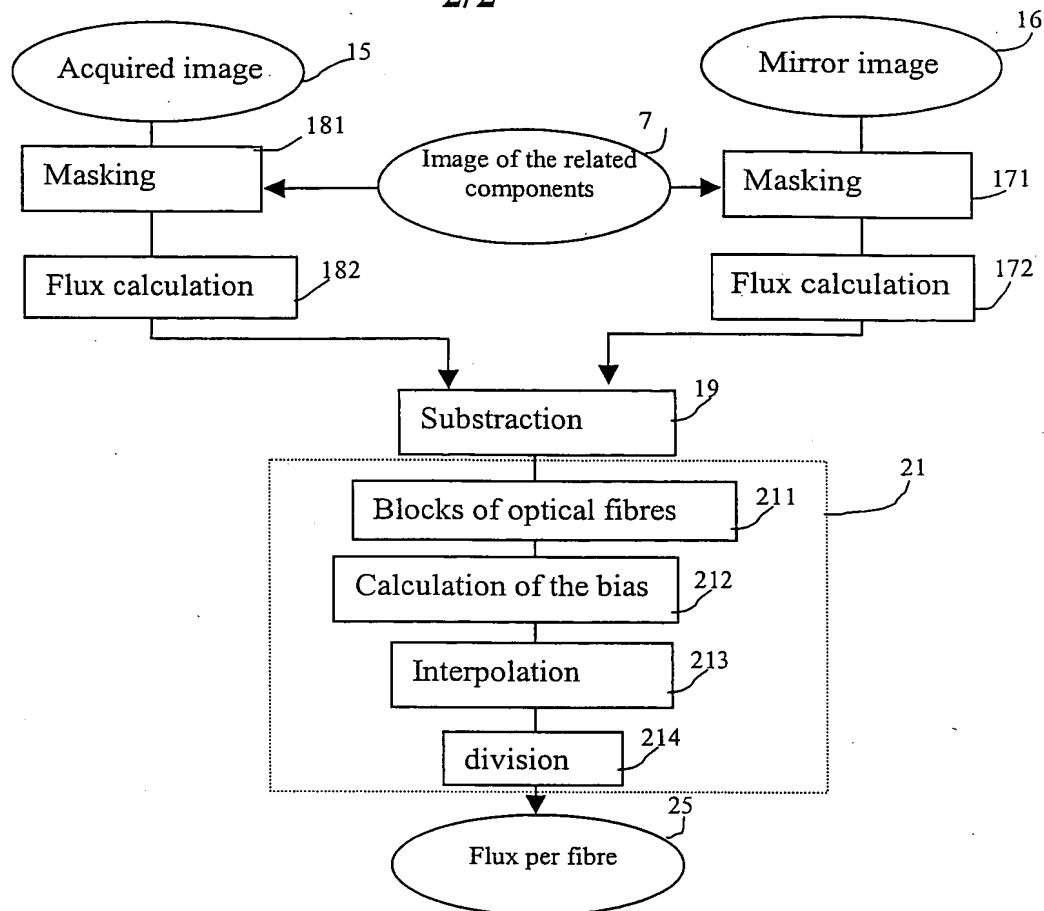 2/2
Acquired image
15
Mirror image
16
181
Masking
7
Image of the related
components
Masking
171
Flux calculation
182
Flux calculation
172
Substraction
19
21
Blocks of optical fibres
211
Calculation of the bias
212
Interpolation
213
division
214
25
Flux per fibre